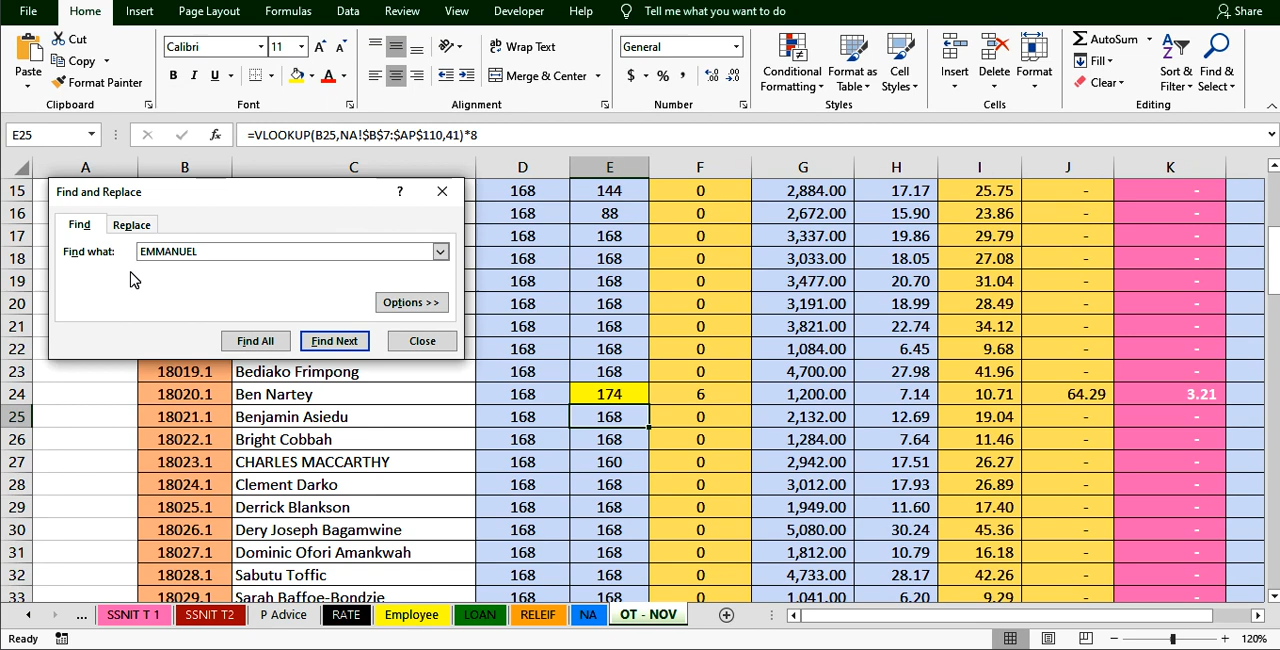 File Home Insert Page Layout Formulas Data Review View Developer Help Tell me what you want to do Share
Paste Cut Calibri 11 A A Wrap Text General Conditional Formatting Format as Table Cell Styles Insert Delete Format AutoSum Sort & Filter Find & Select
Copy Fill
Format Painter B I U A Merge & Center $ % , Clear
Clipboard Font Alignment Number Styles Cells Editing
E25 fx =VLOOKUP(B25,NA!$B$7:$AP$110,41)*8
A B C D E F G H I J K
Find and Replace ?
Find Replace
Find what: EMMANUEL
Options >>
Find All Find Next Close
15 168 144 0 2,884.00 17.17 25.75 - -
16 168 88 0 2,672.00 15.90 23.86 - -
17 168 168 0 3,337.00 19.86 29.79 - -
18 168 168 0 3,033.00 18.05 27.08 - -
19 168 168 0 3,477.00 20.70 31.04 - -
20 168 168 0 3,191.00 18.99 28.49 - -
21 168 168 0 3,821.00 22.74 34.12 - -
22 168 168 0 1,084.00 6.45 9.68 - -
23 18019.1 Bediako Frimpong 168 168 0 4,700.00 27.98 41.96 - -
24 18020.1 Ben Nartey 168 174 6 1,200.00 7.14 10.71 64.29 3.21
25 18021.1 Benjamin Asiedu 168 168 0 2,132.00 12.69 19.04 - -
26 18022.1 Bright Cobbah 168 168 0 1,284.00 7.64 11.46 - -
27 18023.1 CHARLES MACCARTHY 168 160 0 2,942.00 17.51 26.27 - -
28 18024.1 Clement Darko 168 168 0 3,012.00 17.93 26.89 - -
29 18025.1 Derrick Blankson 168 168 0 1,949.00 11.60 17.40 - -
30 18026.1 Dery Joseph Bagamwine 168 168 0 5,080.00 30.24 45.36 - -
31 18027.1 Dominic Ofori Amankwah 168 168 0 1,812.00 10.79 16.18 - -
32 18028.1 Sabutu Toffic 168 168 0 4,733.00 28.17 42.26 - -
33 18029.1 Sarah Baffoe-Bondzie 168 168 0 1,041.00 6.20 9.29 - -
... SSNIT T 1 SSNIT T2 P Advice RATE Employee LOAN RELEIF NA OT - NOV
Ready 120%